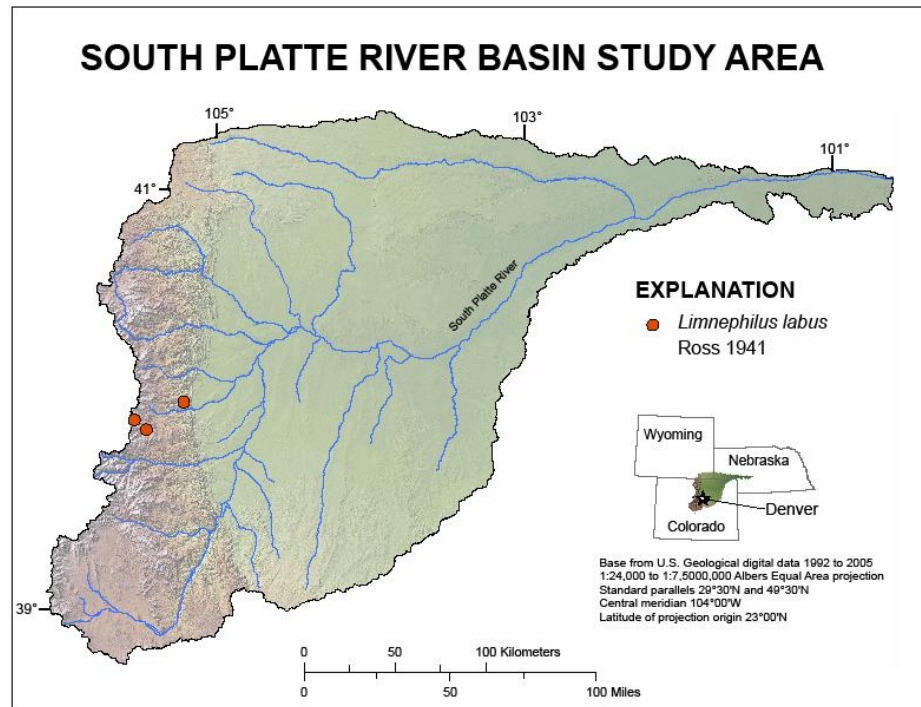 SOUTH PLATTE RIVER BASIN STUDY AREA
105°
103°
101°
41°
South Platte River
EXPLANATION
Limnephilus labus
Ross 1941
Wyoming
Nebraska
Denver
Colorado
Base from U.S. Geological digital data 1992 to 2005
1:24,000 to 1:7,5000,000 Albers Equal Area projection
Standard parallels 29°30'N and 49°30'N
Central meridian 104°00'W
Latitude of projection origin 23°00'N
39°
0 50 100 Kilometers
0 50 100 Miles